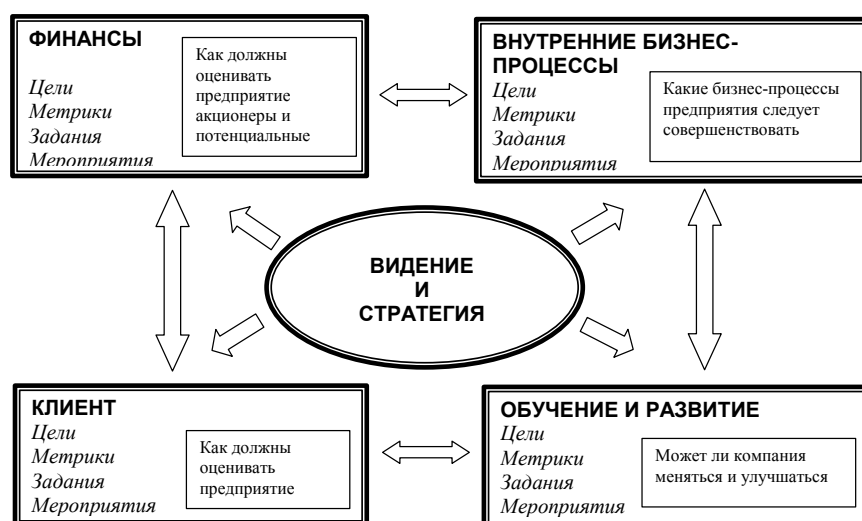 ФИНАНСЫ
Цели
Метрики
Задания
Мероприятия
Как должны
оценивать
предприятие
акционеры и
потенциальные
ВНУТРЕННИЕ БИЗНЕС-
ПРОЦЕССЫ
Цели
Метрики
Задания
Мероприятия
Какие бизнес-процессы
предприятия следует
совершенствовать
ВИДЕНИЕ
И
СТРАТЕГИЯ
КЛИЕНТ
Цели
Метрики
Задания
Мероприятия
Как должны
оценивать
предприятие
ОБУЧЕНИЕ И РАЗВИТИЕ
Цели
Метрики
Задания
Мероприятия
Может ли компания
меняться и улучшаться